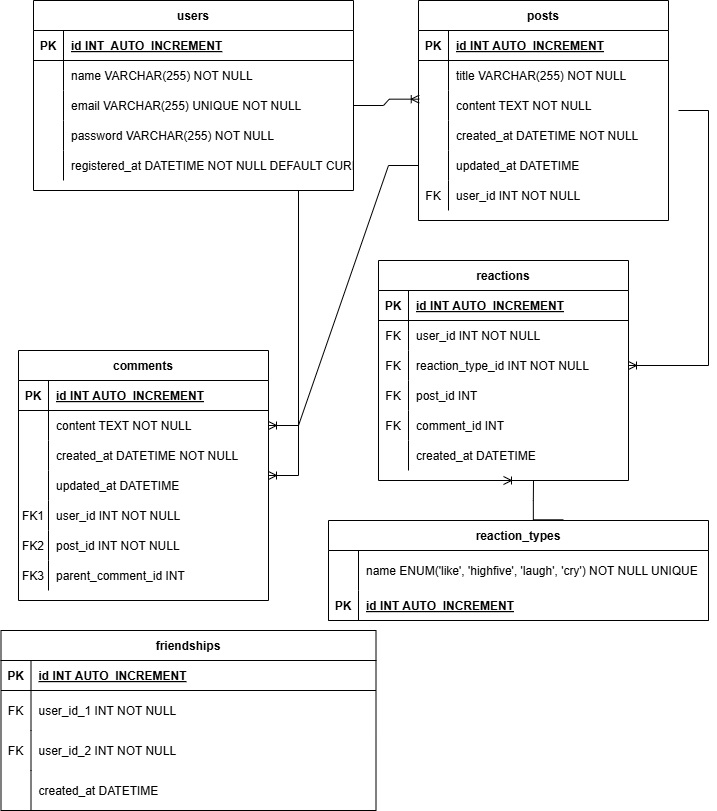 users
PK id INT AUTO_INCREMENT
name VARCHAR(255) NOT NULL
email VARCHAR(255) UNIQUE NOT NULL
password VARCHAR(255) NOT NULL
registered_at DATETIME NOT NULL DEFAULT CUR
posts
PK id INT AUTO_INCREMENT
title VARCHAR(255) NOT NULL
content TEXT NOT NULL
created_at DATETIME NOT NULL
updated_at DATETIME
FK user_id INT NOT NULL
reactions
PK id INT AUTO_INCREMENT
FK user_id INT NOT NULL
FK reaction_type_id INT NOT NULL
FK post_id INT
FK comment_id INT
created_at DATETIME
comments
PK id INT AUTO_INCREMENT
content TEXT NOT NULL
created_at DATETIME NOT NULL
updated_at DATETIME
FK1 user_id INT NOT NULL
FK2 post_id INT NOT NULL
FK3 parent_comment_id INT
reaction_types
name ENUM('like', 'highfive', 'laugh', 'cry') NOT NULL UNIQUE
PK id INT AUTO_INCREMENT
friendships
PK id INT AUTO_INCREMENT
FK user_id_1 INT NOT NULL
FK user_id_2 INT NOT NULL
created_at DATETIME